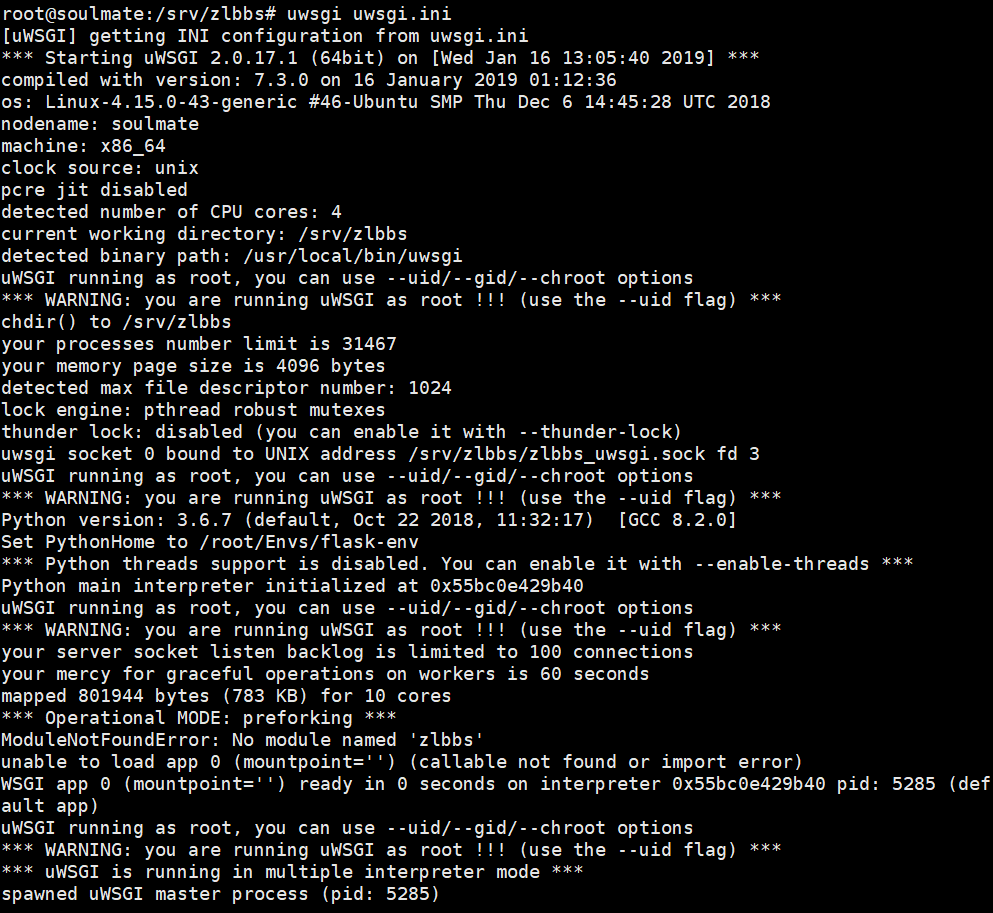 root@soulmate:/srv/zlbbs# uwsgi uwsgi.ini
[uWSGI] getting INI configuration from uwsgi.ini
*** Starting uWSGI 2.0.17.1 (64bit) on [Wed Jan 16 13:05:40 2019] ***
compiled with version: 7.3.0 on 16 January 2019 01:12:36
os: Linux-4.15.0-43-generic #46-Ubuntu SMP Thu Dec 6 14:45:28 UTC 2018
nodename: soulmate
machine: x86_64
clock source: unix
pcre jit disabled
detected number of CPU cores: 4
current working directory: /srv/zlbbs
detected binary path: /usr/local/bin/uwsgi
uWSGI running as root, you can use --uid/--gid/--chroot options
*** WARNING: you are running uWSGI as root !!! (use the --uid flag) ***
chdir() to /srv/zlbbs
your processes number limit is 31467
your memory page size is 4096 bytes
detected max file descriptor number: 1024
lock engine: pthread robust mutexes
thunder lock: disabled (you can enable it with --thunder-lock)
uwsgi socket 0 bound to UNIX address /srv/zlbbs/zlbbs_uwsgi.sock fd 3
uWSGI running as root, you can use --uid/--gid/--chroot options
*** WARNING: you are running uWSGI as root !!! (use the --uid flag) ***
Python version: 3.6.7 (default, Oct 22 2018, 11:32:17)  [GCC 8.2.0]
Set PythonHome to /root/Envs/flask-env
*** Python threads support is disabled. You can enable it with --enable-threads ***
Python main interpreter initialized at 0x55bc0e429b40
uWSGI running as root, you can use --uid/--gid/--chroot options
*** WARNING: you are running uWSGI as root !!! (use the --uid flag) ***
your server socket listen backlog is limited to 100 connections
your mercy for graceful operations on workers is 60 seconds
mapped 801944 bytes (783 KB) for 10 cores
*** Operational MODE: preforking ***
ModuleNotFoundError: No module named 'zlbbs'
unable to load app 0 (mountpoint='') (callable not found or import error)
WSGI app 0 (mountpoint='') ready in 0 seconds on interpreter 0x55bc0e429b40 pid: 5285 (def
ault app)
uWSGI running as root, you can use --uid/--gid/--chroot options
*** WARNING: you are running uWSGI as root !!! (use the --uid flag) ***
*** uWSGI is running in multiple interpreter mode ***
spawned uWSGI master process (pid: 5285)